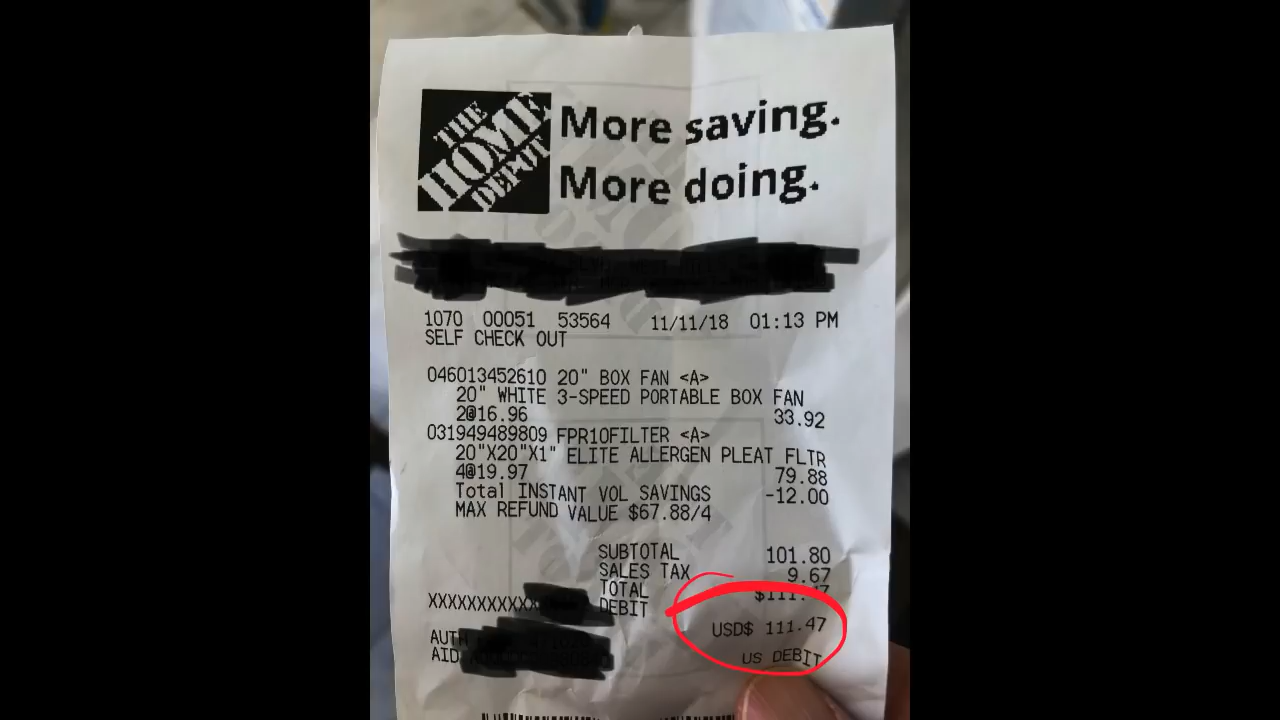 THE HOME DEPOT
More saving.
More doing.
1070 00051 53564 11/11/18 01:13 PM
SELF CHECK OUT
046013452610 20" BOX FAN <A>
20" WHITE 3-SPEED PORTABLE BOX FAN
2@16.96 33.92
031949489809 FPR10FILTER <A>
20"X20"X1" ELITE ALLERGEN PLEAT FLTR
4@19.97 79.88
Total INSTANT VOL SAVINGS -12.00
MAX REFUND VALUE $67.88/4
SUBTOTAL 101.80
SALES TAX 9.67
TOTAL $111.47
XXXXXXXXXXX DEBIT
USD$ 111.47
AUTH
AID US DEBIT